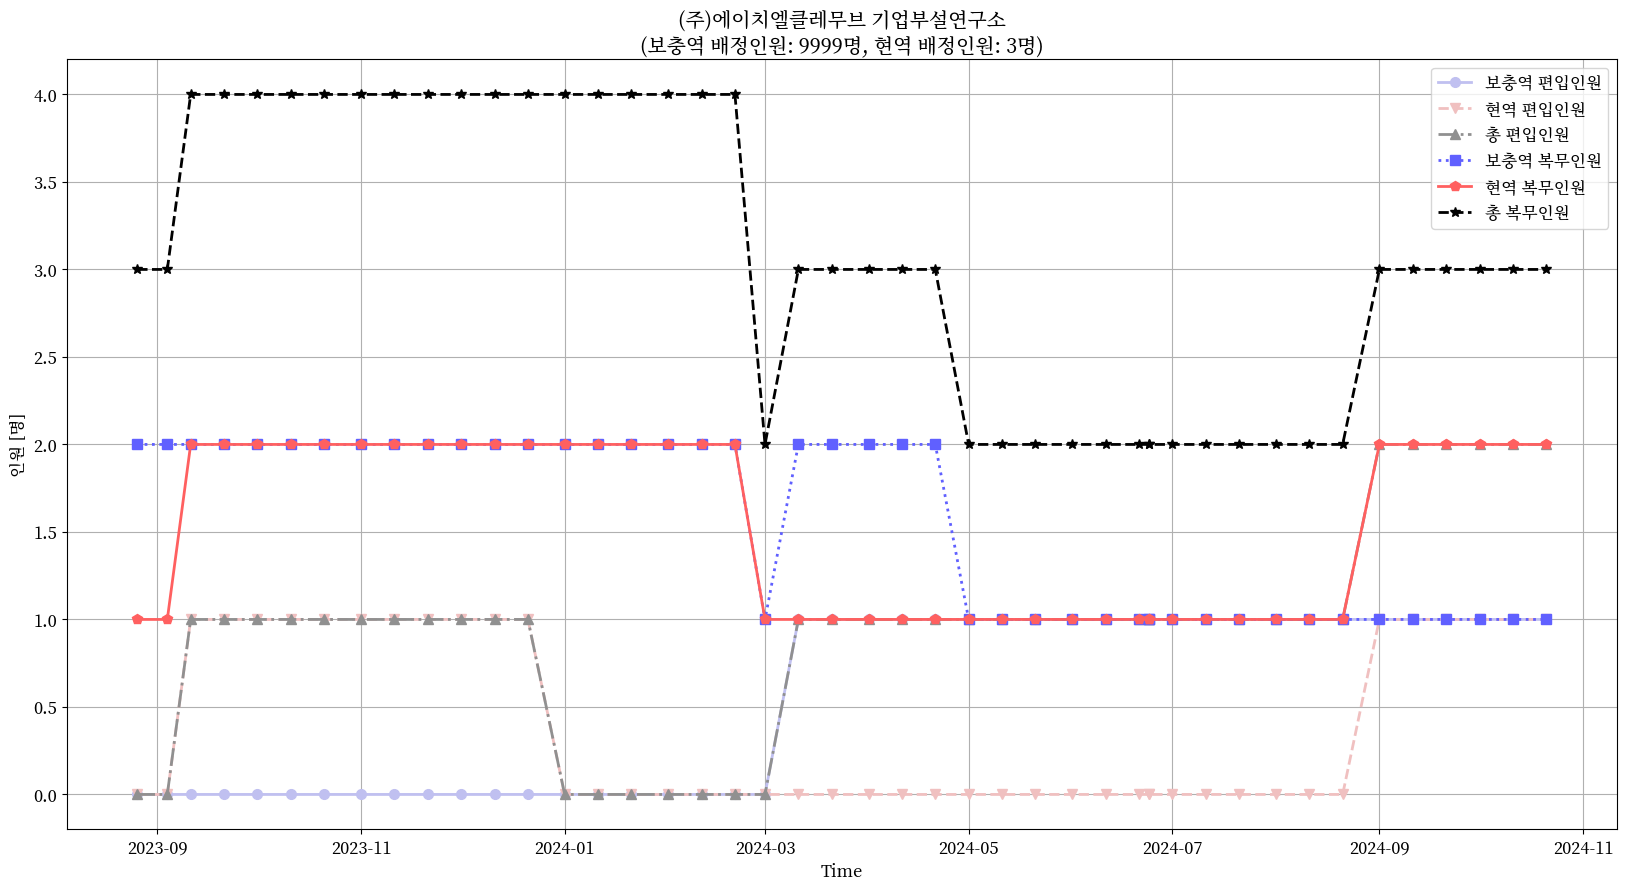 (주)에이치엘클레무브 기업부설연구소
(보충역 배정인원: 9999명, 현역 배정인원: 3명)
보충역 편입인원
현역 편입인원
총 편입인원
보충역 복무인원
현역 복무인원
총 복무인원
인원 [명]
4.0
3.5
3.0
2.5
2.0
1.5
1.0
0.5
0.0
2023-09
2023-11
2024-01
2024-03
2024-05
2024-07
2024-09
2024-11
Time